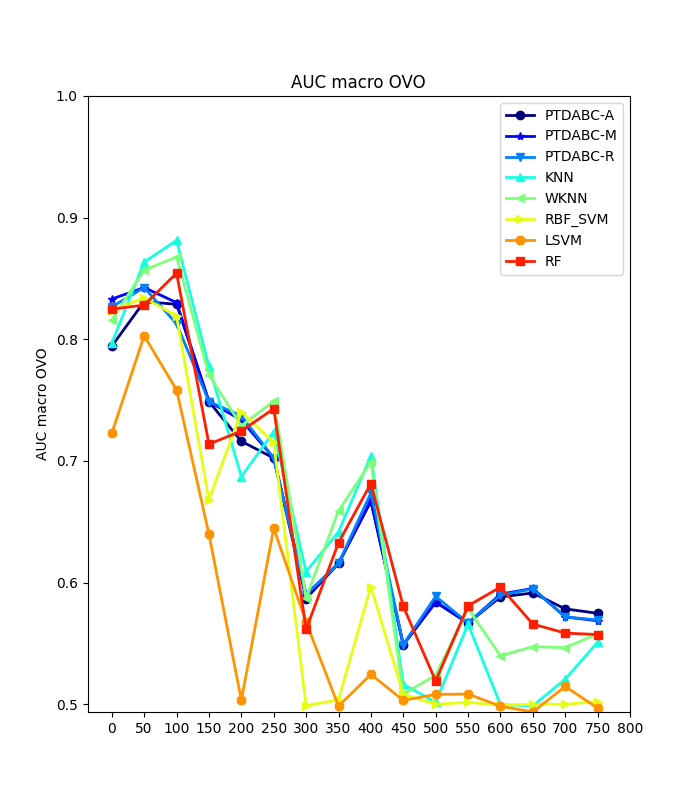 AUC macro OVO
1.0
0.9
0.8
0.7
0.6
0.5
AUC macro OVO
PTDABC-A
PTDABC-M
PTDABC-R
KNN
WKNN
RBF_SVM
LSVM
RF
0 50 100 150 200 250 300 350 400 450 500 550 600 650 700 750 800